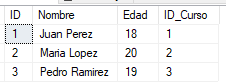 ID Nombre Edad ID_Curso
1 Juan Perez 18 1
2 Maria Lopez 20 2
3 Pedro Ramirez 19 3